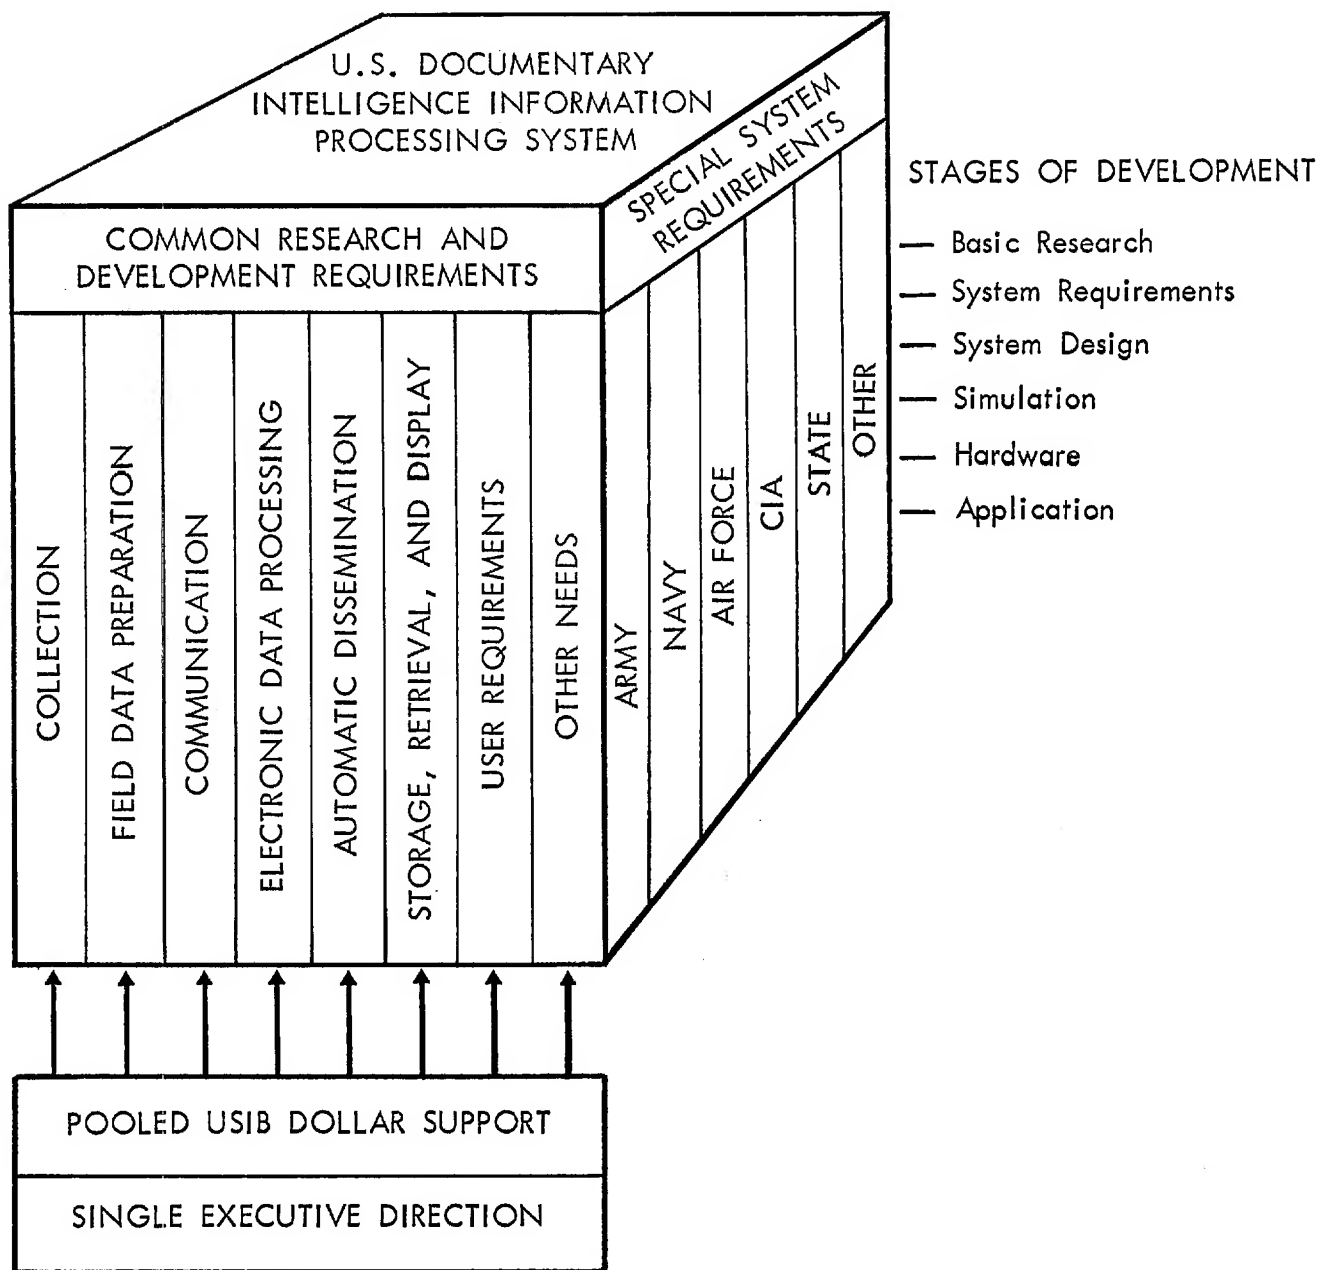 U.S. DOCUMENTARY
INTELLIGENCE INFORMATION
PROCESSING SYSTEM
COMMON RESEARCH AND
DEVELOPMENT REQUIREMENTS
SPECIAL SYSTEM
REQUIREMENTS
COLLECTION
FIELD DATA PREPARATION
COMMUNICATION
ELECTRONIC DATA PROCESSING
AUTOMATIC DISSEMINATION
STORAGE, RETRIEVAL, AND DISPLAY
USER REQUIREMENTS
OTHER NEEDS
ARMY
NAVY
AIR FORCE
CIA
STATE
OTHER
STAGES OF DEVELOPMENT
— Basic Research
— System Requirements
— System Design
— Simulation
— Hardware
— Application
POOLED USIB DOLLAR SUPPORT
SINGLE EXECUTIVE DIRECTION